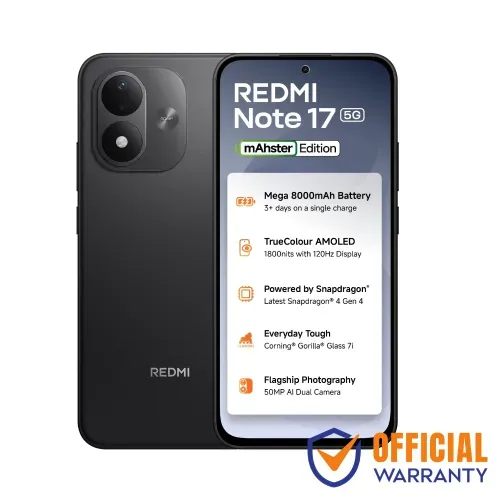 REDMI
Note 17 5G
mAhster Edition
Mega 8000mAh Battery
3+ days on a single charge
TrueColour AMOLED
1800nits with 120Hz Display
Powered by Snapdragon*
Latest Snapdragon® 4 Gen 4
Everyday Tough
Corning® Gorilla® Glass 7i
Flagship Photography
50MP AI Dual Camera
REDMI
OFFICIAL
WARRANTY